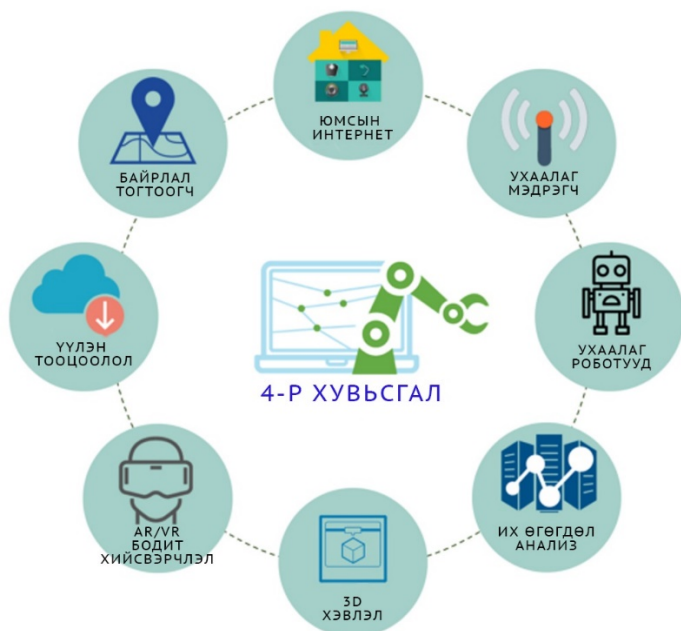 ЮМСЫН
ИНТЕРНЕТ
УХААЛАГ
МЭДРЭГЧ
УХААЛАГ
РОБОТУУД
ИХ ӨГӨГДӨЛ
АНАЛИЗ
3D
ХЭВЛЭЛ
AR/VR
БОДИТ
ХИЙСВЭРЧЛЭЛ
ҮҮЛЭН
ТООЦООЛОЛ
БАЙРЛАЛ
ТОГТООГЧ
4-Р ХУВЬСГАЛ